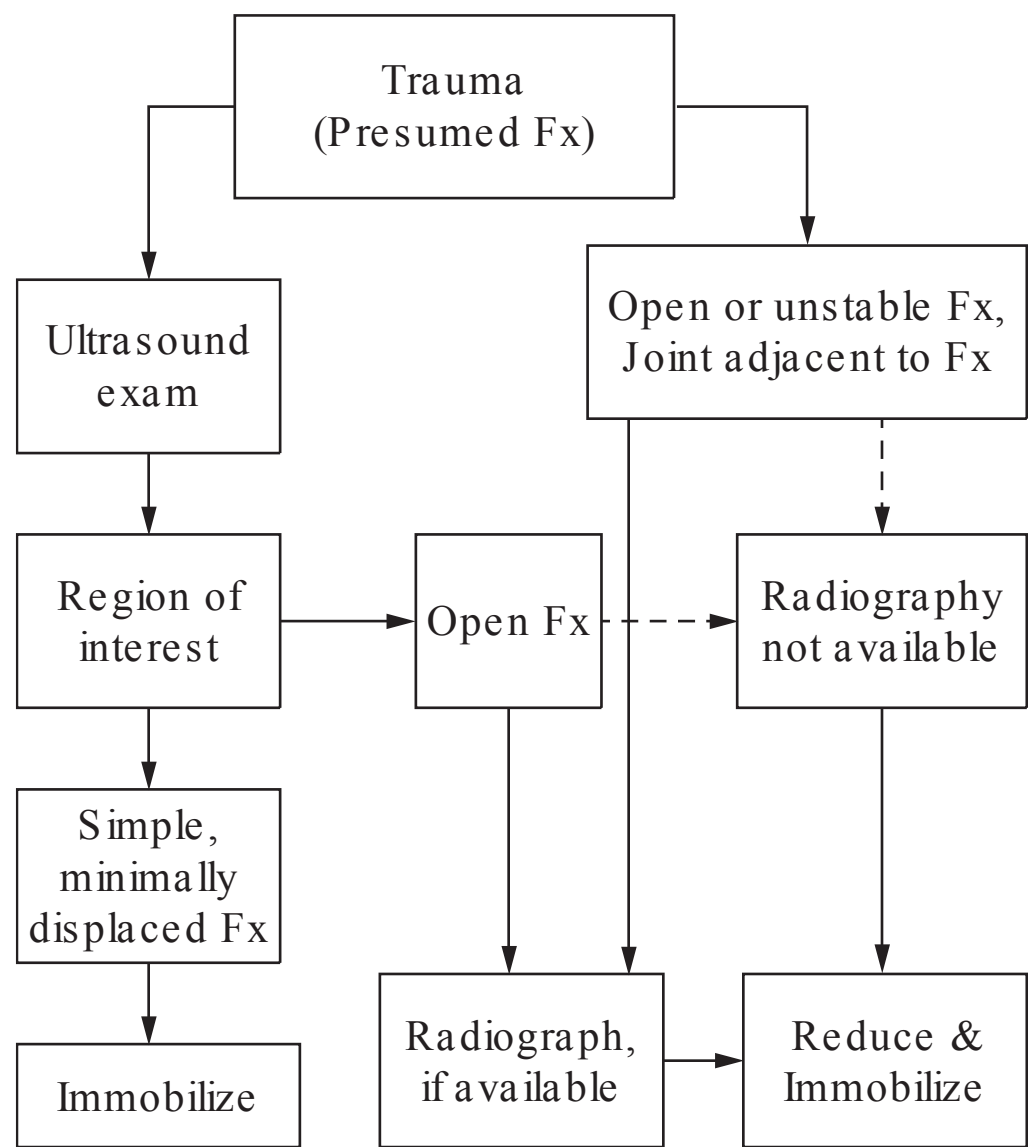 Trauma
(Presumed Fx)
Ultrasound
exam
Open or unstable Fx,
Joint adjacent to Fx
Region of
interest
Open Fx
Radiography
not available
Simple,
minimally
displaced Fx
Immobilize
Radiograph,
if available
Reduce &
Immobilize